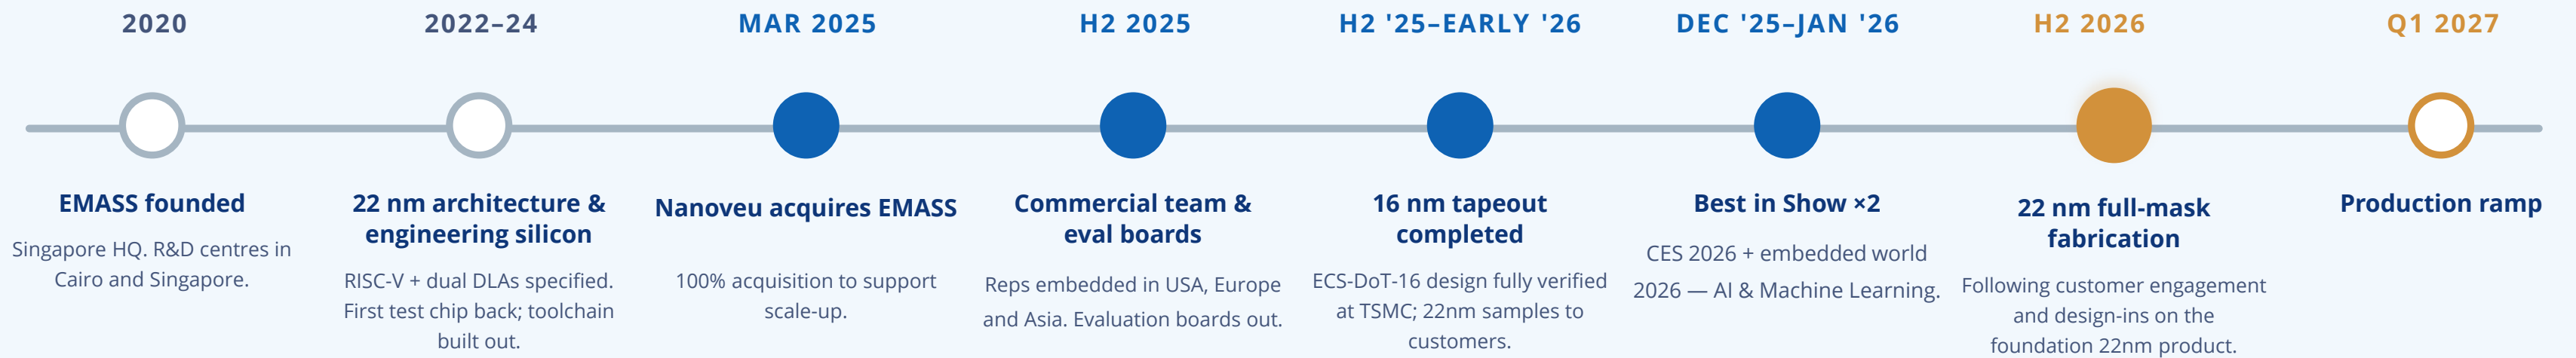 2020
EMASS founded
Singapore HQ. R&D centres in
Cairo and Singapore.
2022–24
22 nm architecture &
engineering silicon
RISC-V + dual DLAs specified.
First test chip back; toolchain
built out.
MAR 2025
Nanoveu acquires EMASS
100% acquisition to support
scale-up.
H2 2025
Commercial team &
eval boards
Reps embedded in USA, Europe
and Asia. Evaluation boards out.
H2 '25–EARLY '26
16 nm tapeout
completed
ECS-DoT-16 design fully verified
at TSMC; 22nm samples to
customers.
DEC '25–JAN '26
Best in Show ×2
CES 2026 + embedded world
2026 — AI & Machine Learning.
H2 2026
22 nm full-mask
fabrication
Following customer engagement
and design-ins on the
foundation 22nm product.
Q1 2027
Production ramp